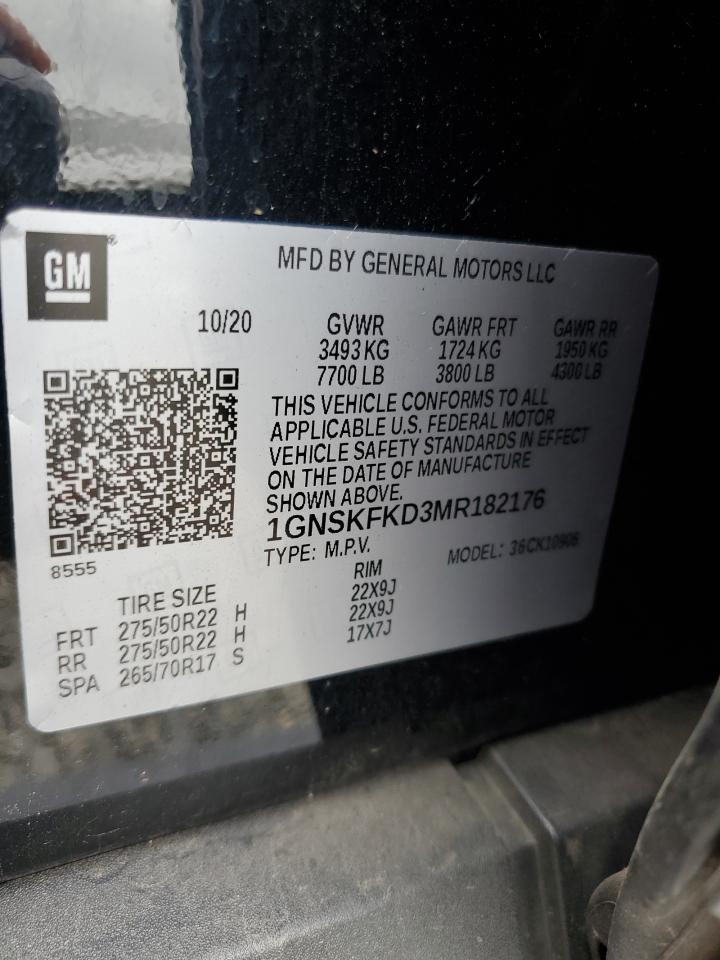 GM
MFD BY GENERAL MOTORS LLC
10/20 GVWR GAWR FRT GAWR RR
3493 KG 1724 KG 1950 KG
7700 LB 3800 LB 4300 LB
THIS VEHICLE CONFORMS TO ALL
APPLICABLE U.S. FEDERAL MOTOR
VEHICLE SAFETY STANDARDS IN EFFECT
ON THE DATE OF MANUFACTURE
SHOWN ABOVE.
1GNSKFKD3MR182176
TYPE: M.P.V. MODEL: 36CK10906
8555
TIRE SIZE RIM
FRT 275/50R22 H 22X9J
RR 275/50R22 H 22X9J
SPA 265/70R17 S 17X7J